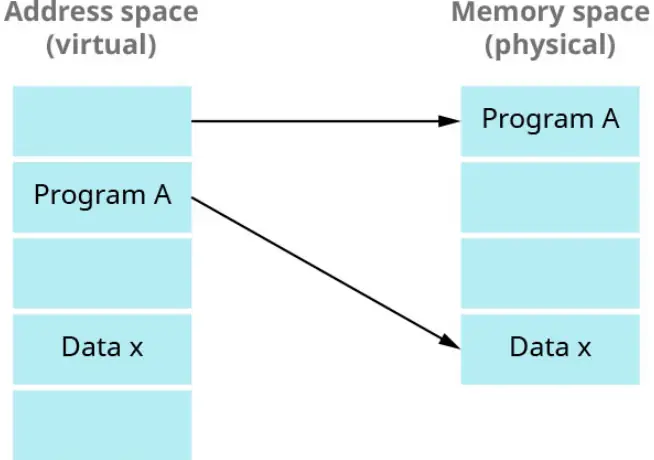 Address space
(virtual)
Memory space
(physical)
Program A
Program A
Data x
Data x